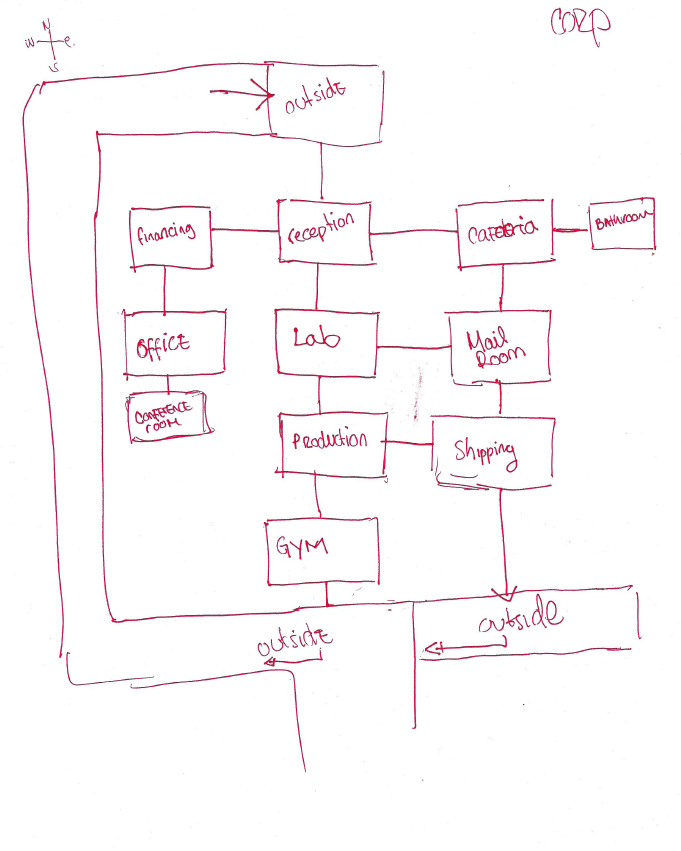 CORP
N
W E
S
outside
financing
reception
Cafeteria
BATHROOM
OFFiCE
Lab
Mail
Room
CONFERENCE
ROOM
PRoduction
Shipping
GYM
outside
outside